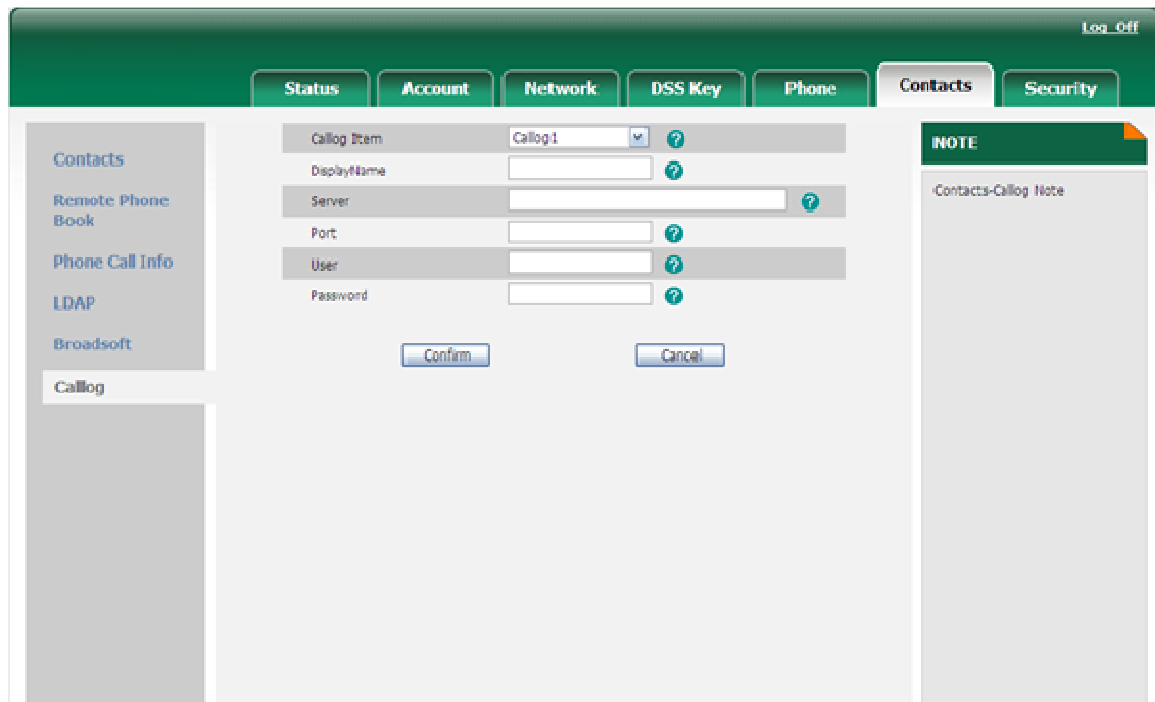 Log Off
Status Account Network DSS Key Phone Contacts Security
Contacts
Remote Phone
Book
Phone Call Info
LDAP
Broadsoft
Calllog
Callog Item Callog1
DisplayName
Server
Port
User
Password
Confirm Cancel
NOTE
Contacts-Callog Note